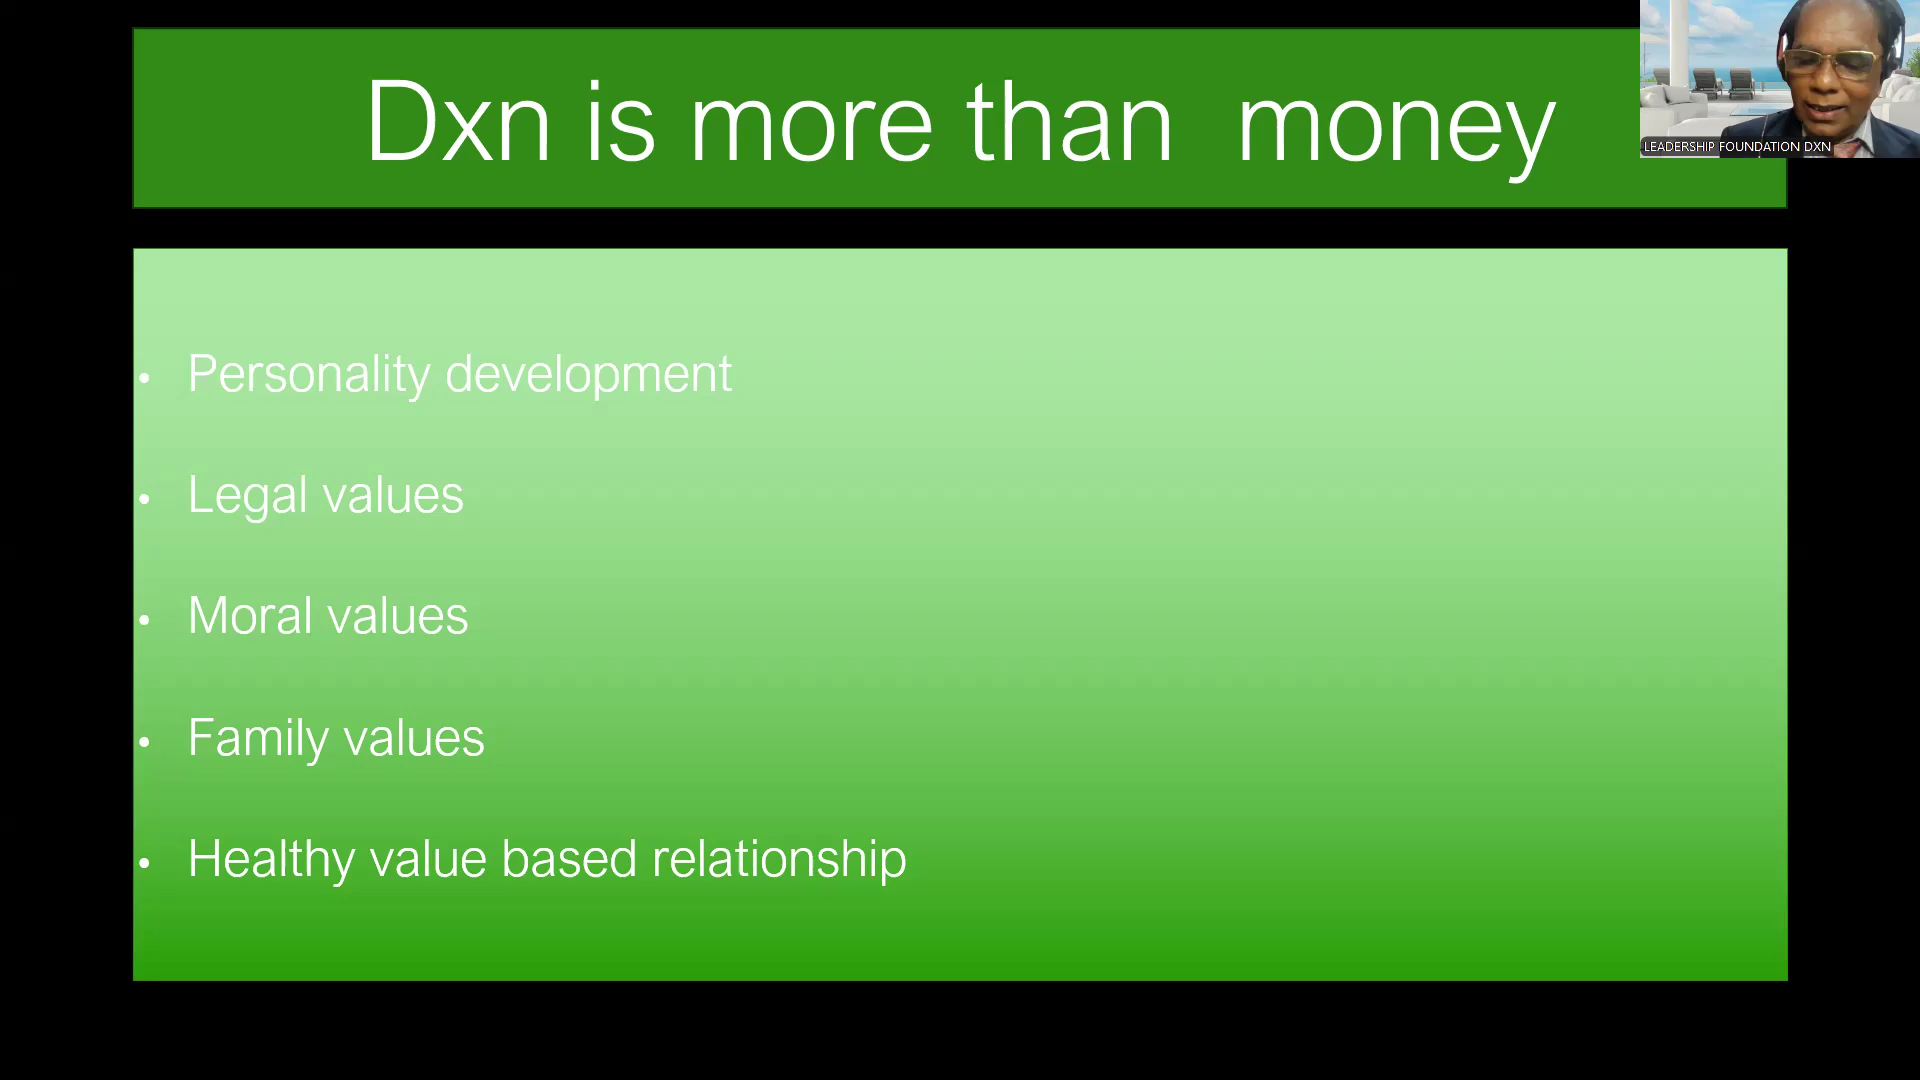 Dxn is more than  money
LEADERSHIP FOUNDATION DXN
• Personality development
• Legal values
• Moral values
• Family values
• Healthy value based relationship